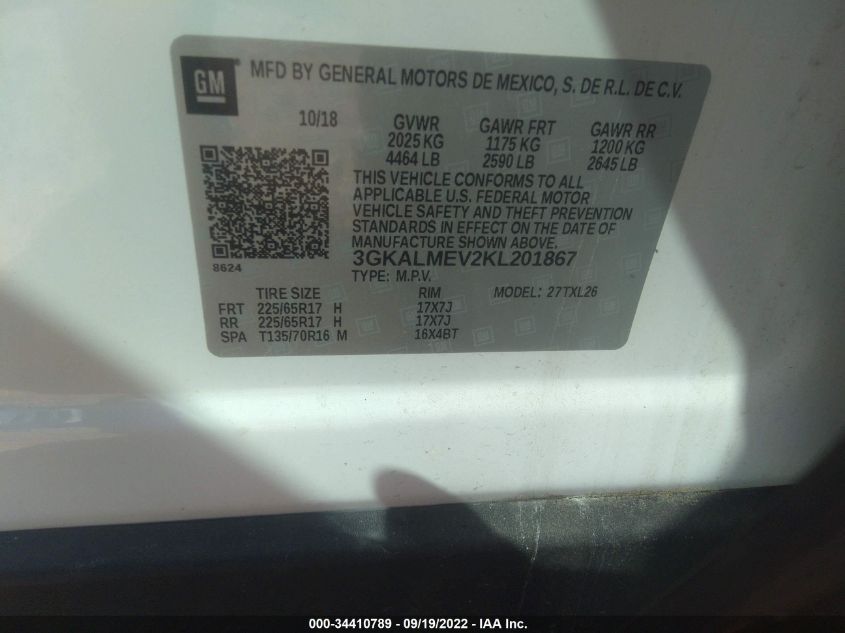 GM
MFD BY GENERAL MOTORS DE MEXICO, S. DE R.L. DE C.V.
10/18 GVWR GAWR FRT GAWR RR
2025 KG 1175 KG 1200 KG
4464 LB 2590 LB 2645 LB
THIS VEHICLE CONFORMS TO ALL
APPLICABLE U.S. FEDERAL MOTOR
VEHICLE SAFETY AND THEFT PREVENTION
STANDARDS IN EFFECT ON THE DATE OF
MANUFACTURE SHOWN ABOVE.
8624
3GKALMEV2KL201867
TYPE: M.P.V.
TIRE SIZE RIM MODEL: 27TXL26
FRT 225/65R17 H 17X7J
RR 225/65R17 H 17X7J
SPA T135/70R16 M 16X4BT
000-34410789 - 09/19/2022 - IAA Inc.